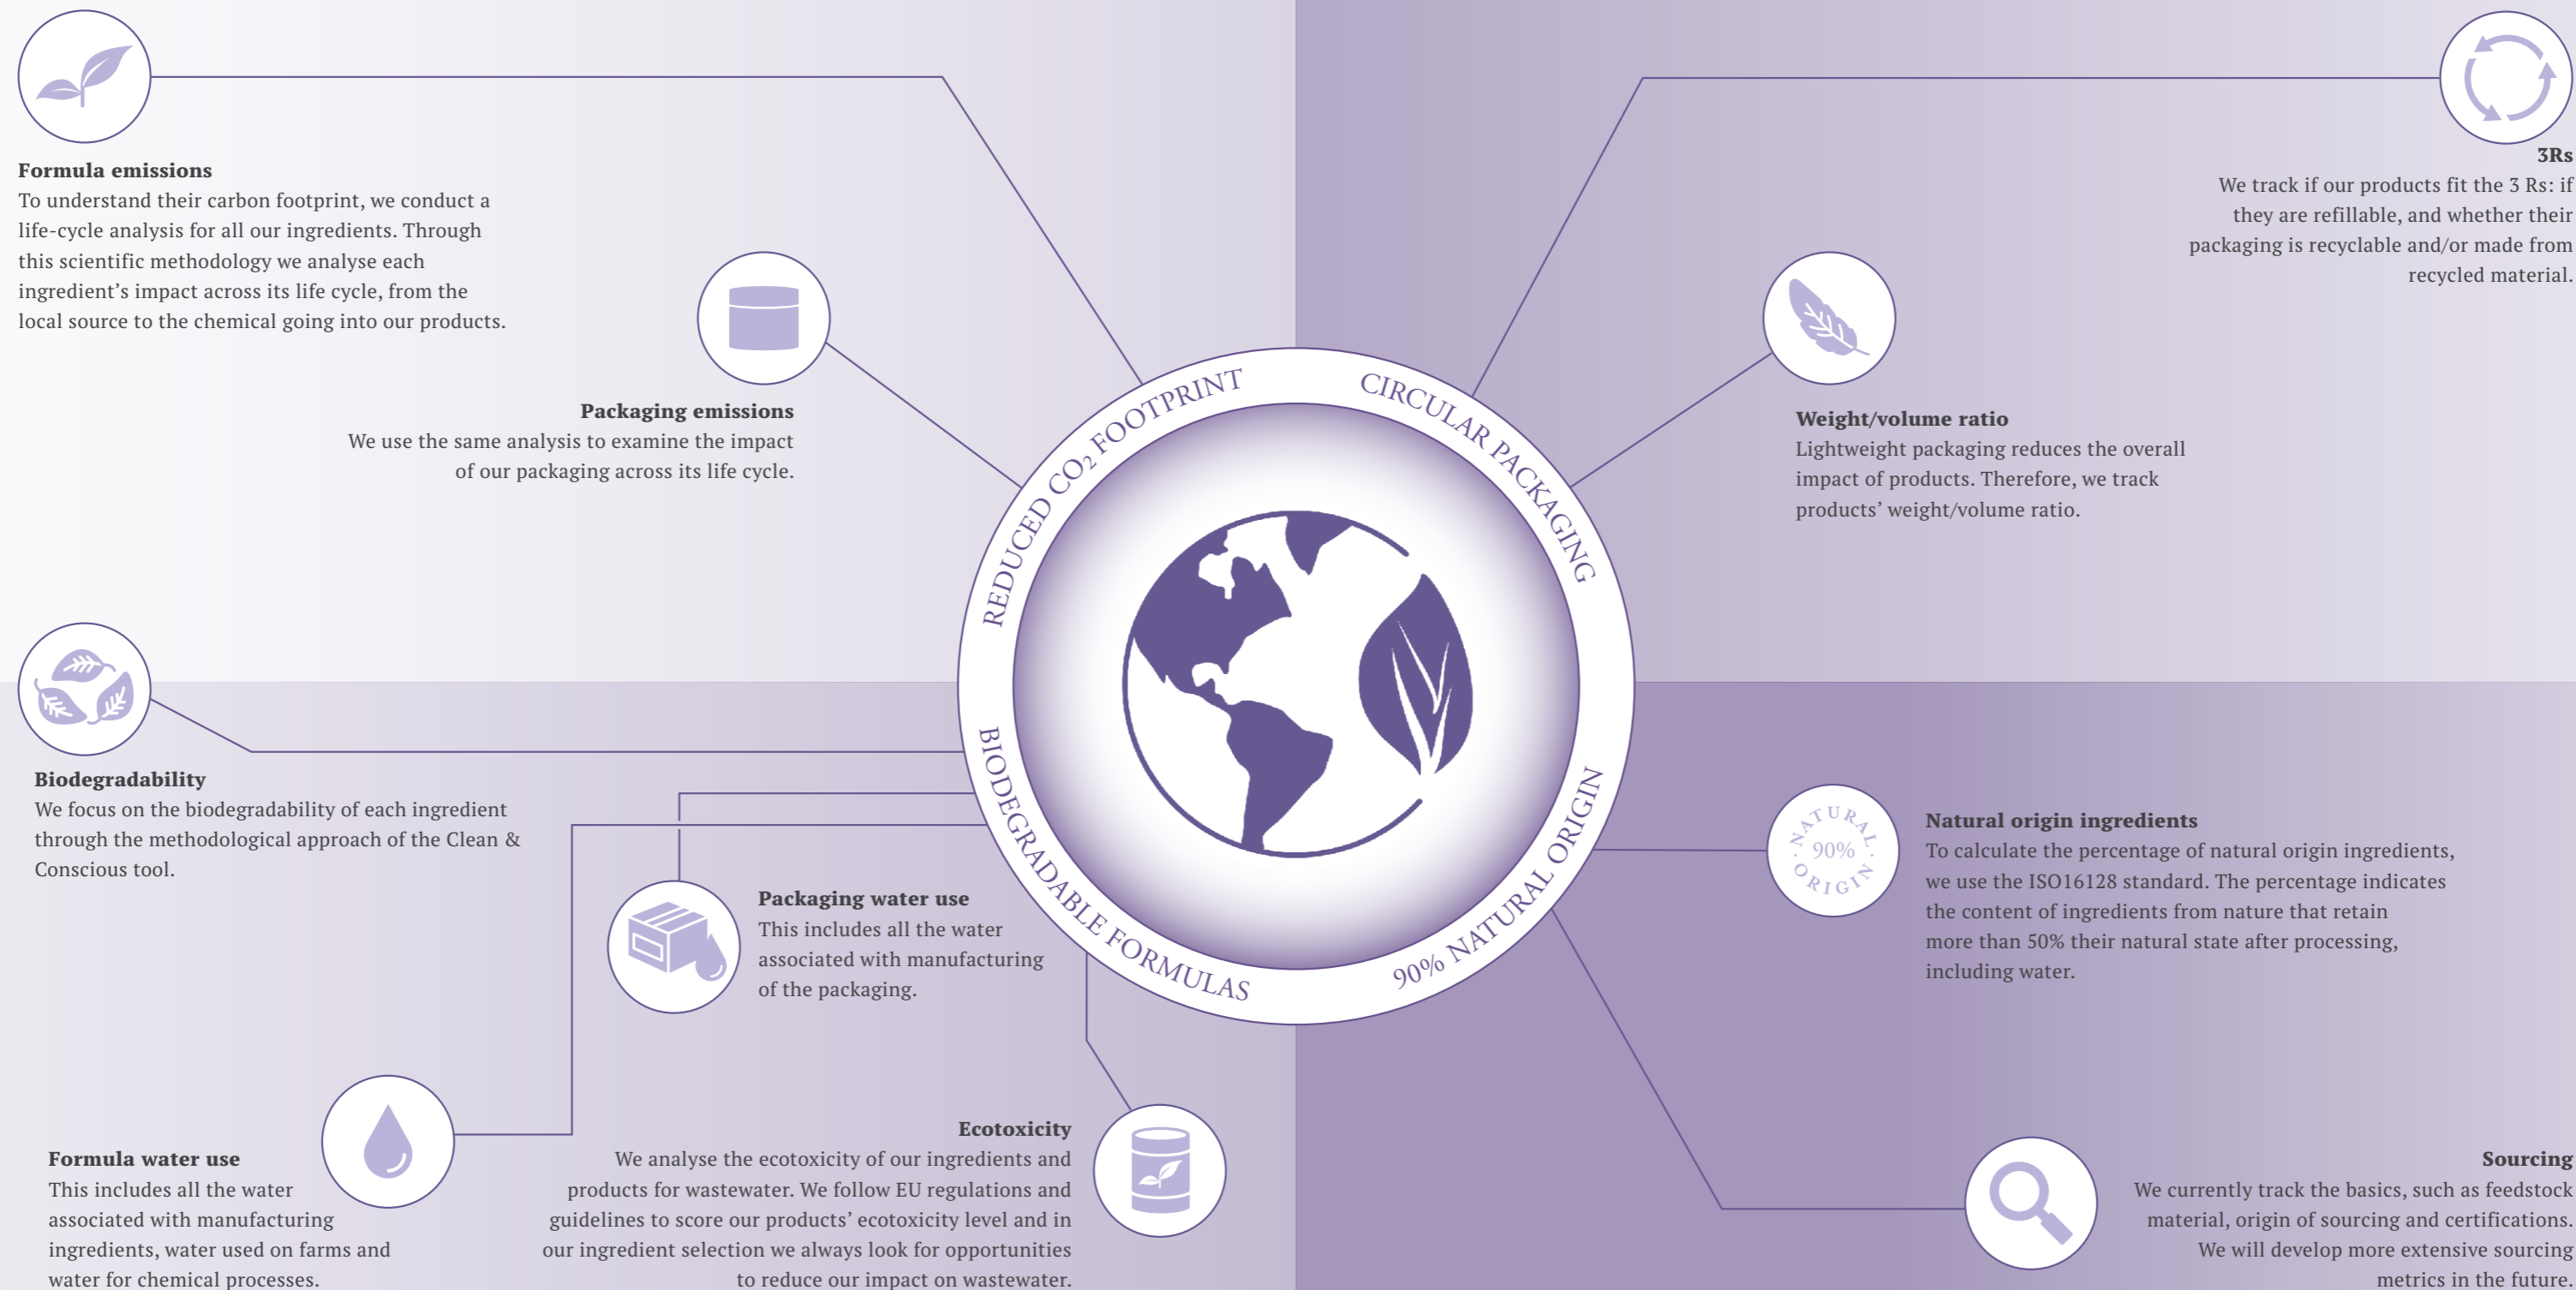 Formula emissions
To understand their carbon footprint, we conduct a
life-cycle analysis for all our ingredients. Through
this scientific methodology we analyse each
ingredient’s impact across its life cycle, from the
local source to the chemical going into our products.
Packaging emissions
We use the same analysis to examine the impact
of our packaging across its life cycle.
REDUCED CO₂ FOOTPRINT
CIRCULAR PACKAGING
3Rs
We track if our products fit the 3 Rs: if
they are refillable, and whether their
packaging is recyclable and/or made from
recycled material.
Weight/volume ratio
Lightweight packaging reduces the overall
impact of products. Therefore, we track
products’ weight/volume ratio.
Biodegradability
We focus on the biodegradability of each ingredient
through the methodological approach of the Clean &
Conscious tool.
BIODEGRADABLE FORMULAS
90% NATURAL ORIGIN
Packaging water use
This includes all the water
associated with manufacturing
of the packaging.
Formula water use
This includes all the water
associated with manufacturing
ingredients, water used on farms and
water for chemical processes.
Ecotoxicity
We analyse the ecotoxicity of our ingredients and
products for wastewater. We follow EU regulations and
guidelines to score our products’ ecotoxicity level and in
our ingredient selection we always look for opportunities
to reduce our impact on wastewater.
· NATURAL ·
90%
ORIGIN
Natural origin ingredients
To calculate the percentage of natural origin ingredients,
we use the ISO16128 standard. The percentage indicates
the content of ingredients from nature that retain
more than 50% their natural state after processing,
including water.
Sourcing
We currently track the basics, such as feedstock
material, origin of sourcing and certifications.
We will develop more extensive sourcing
metrics in the future.